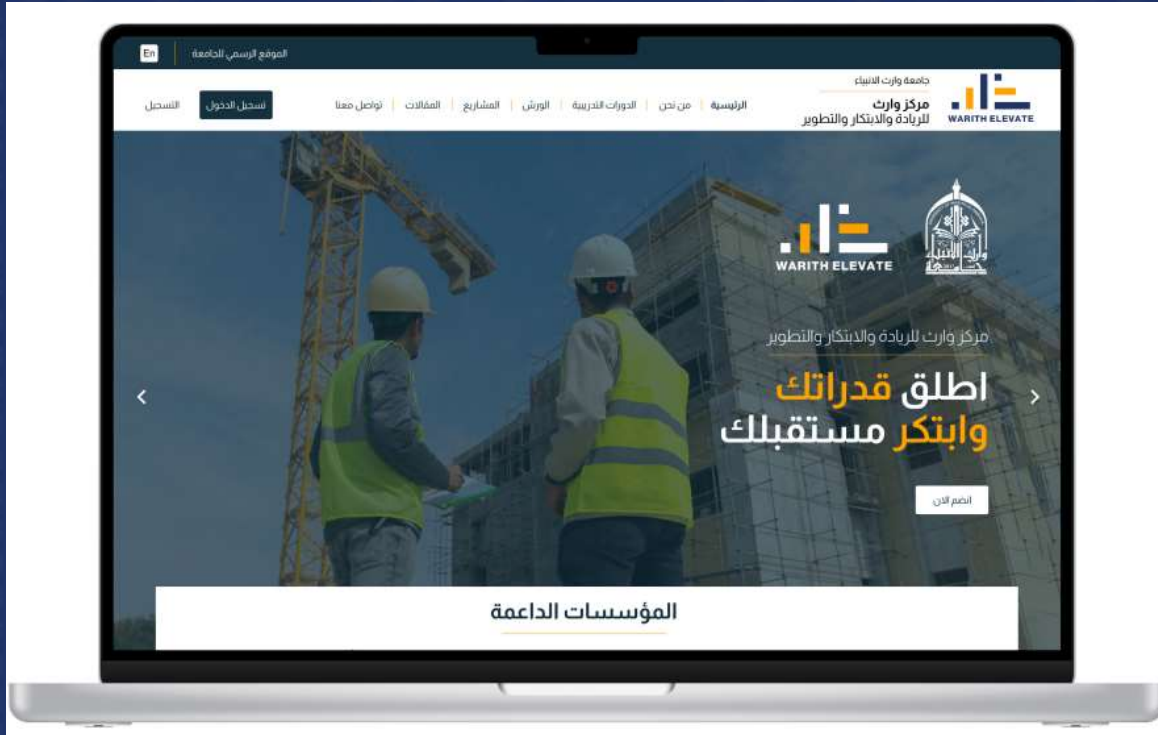 الموقع الرسمي للجامعة
En
WARITH ELEVATE
جامعة وارث الانبياء
مركز وارث
للريادة والابتكار والتطوير
الرئيسية
من نحن
الدورات التدريبية
الورش
المشاريع
المقالات
تواصل معنا
تسجيل الدخول
التسجيل
وارث الانبياء
WARITH ELEVATE
مركز وارث للريادة والابتكار والتطوير
اطلق قدراتك
وابتكر مستقبلك
انضم الان
المؤسسات الداعمة